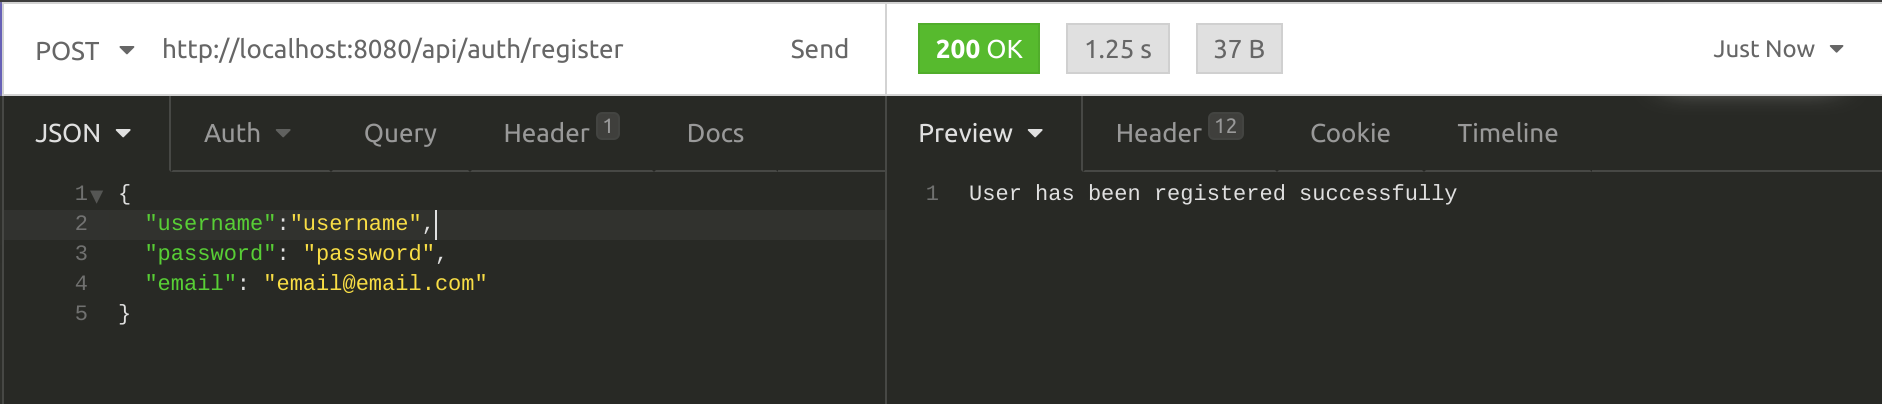 POST http://localhost:8080/api/auth/register Send 200 OK 1.25 s 37 B Just Now
JSON Auth Query Header 1 Docs
Preview Header 12 Cookie Timeline
1 {
2 "username":"username",
3 "password": "password",
4 "email": "email@email.com"
5 }
1 User has been registered successfully